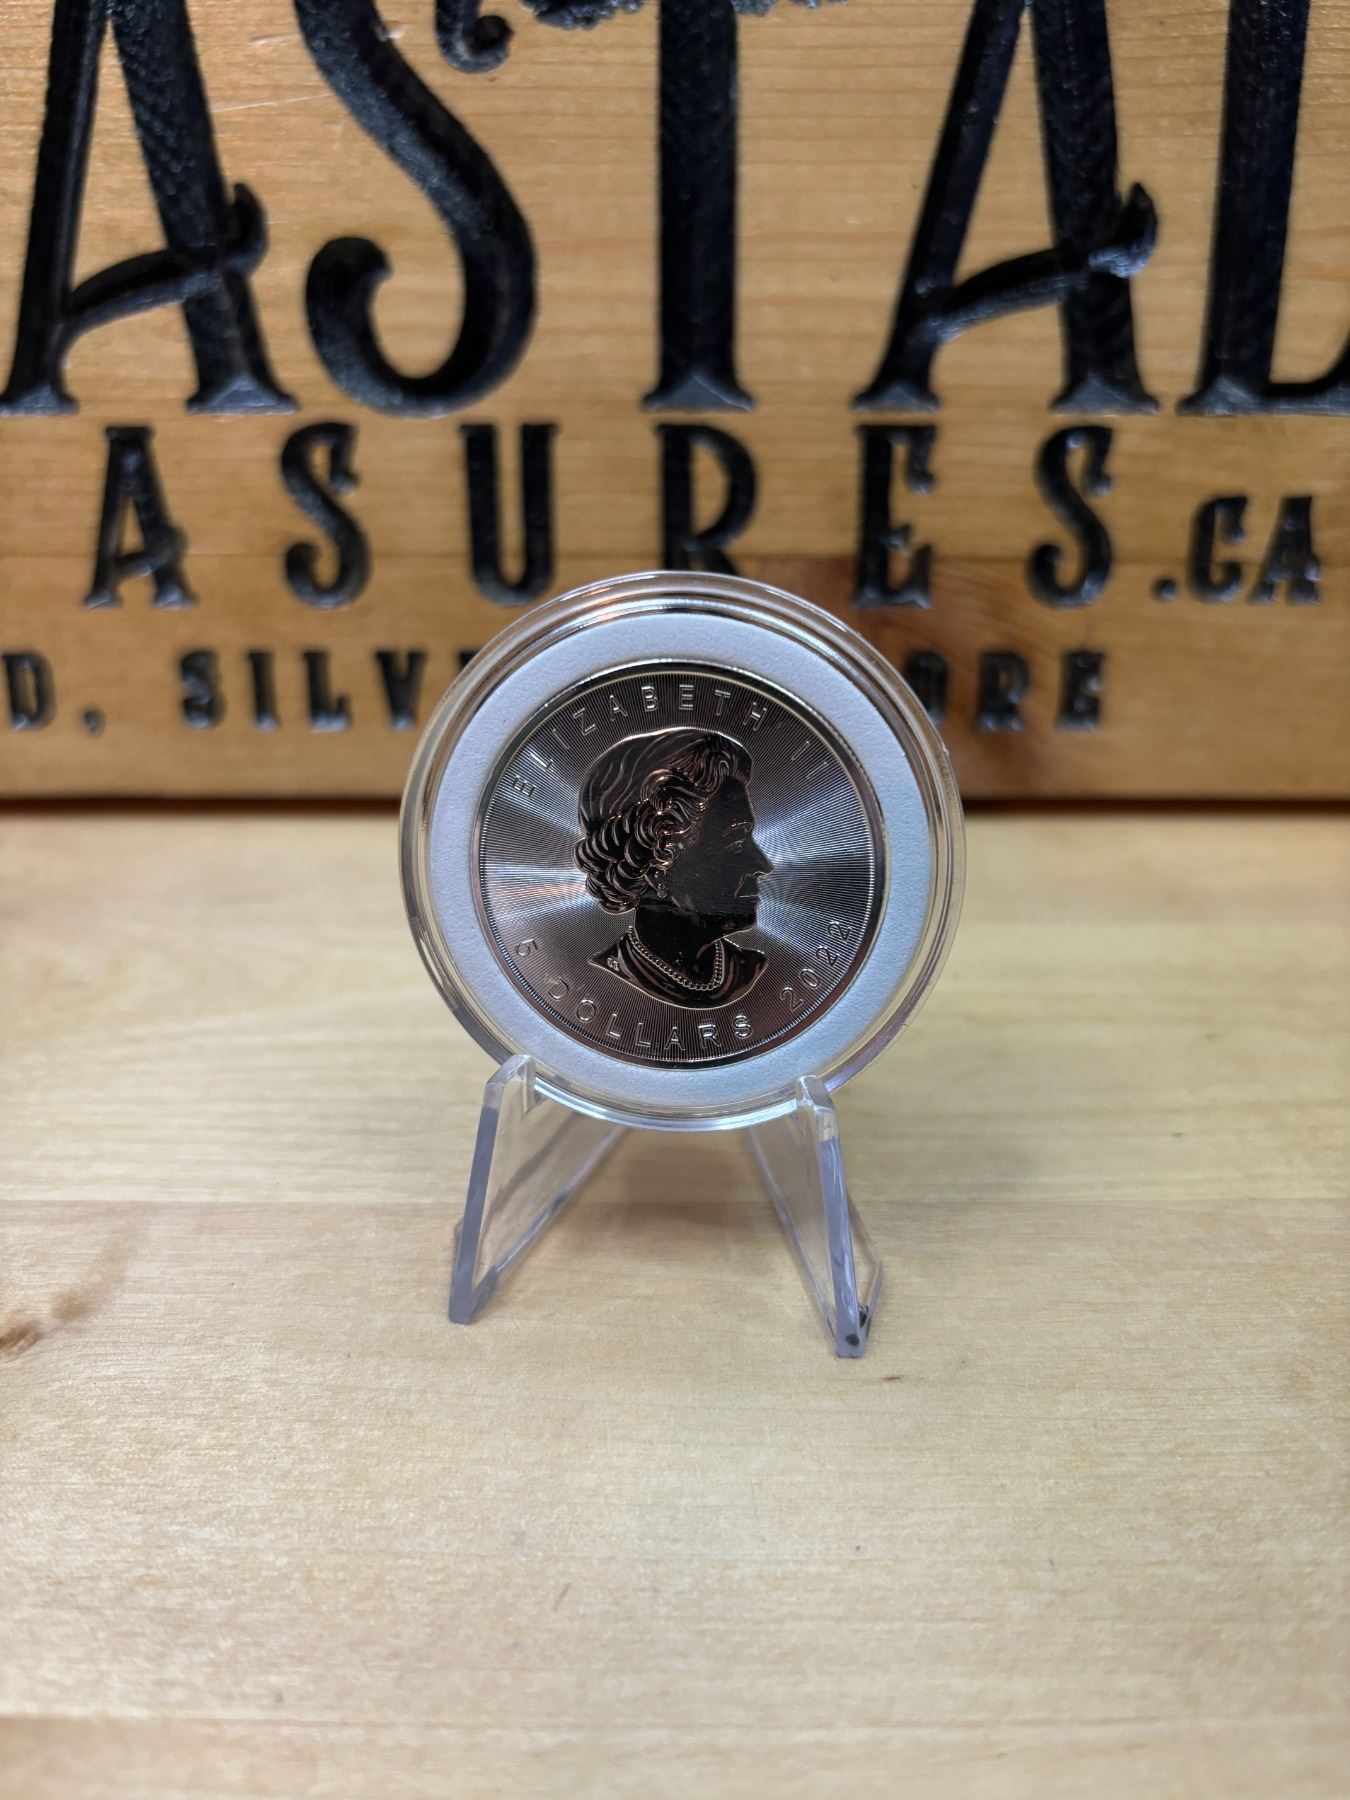 ASTAL
ASURES.CA
D, SILV ORE
ELIZABETH II
5 DOLLARS 2022